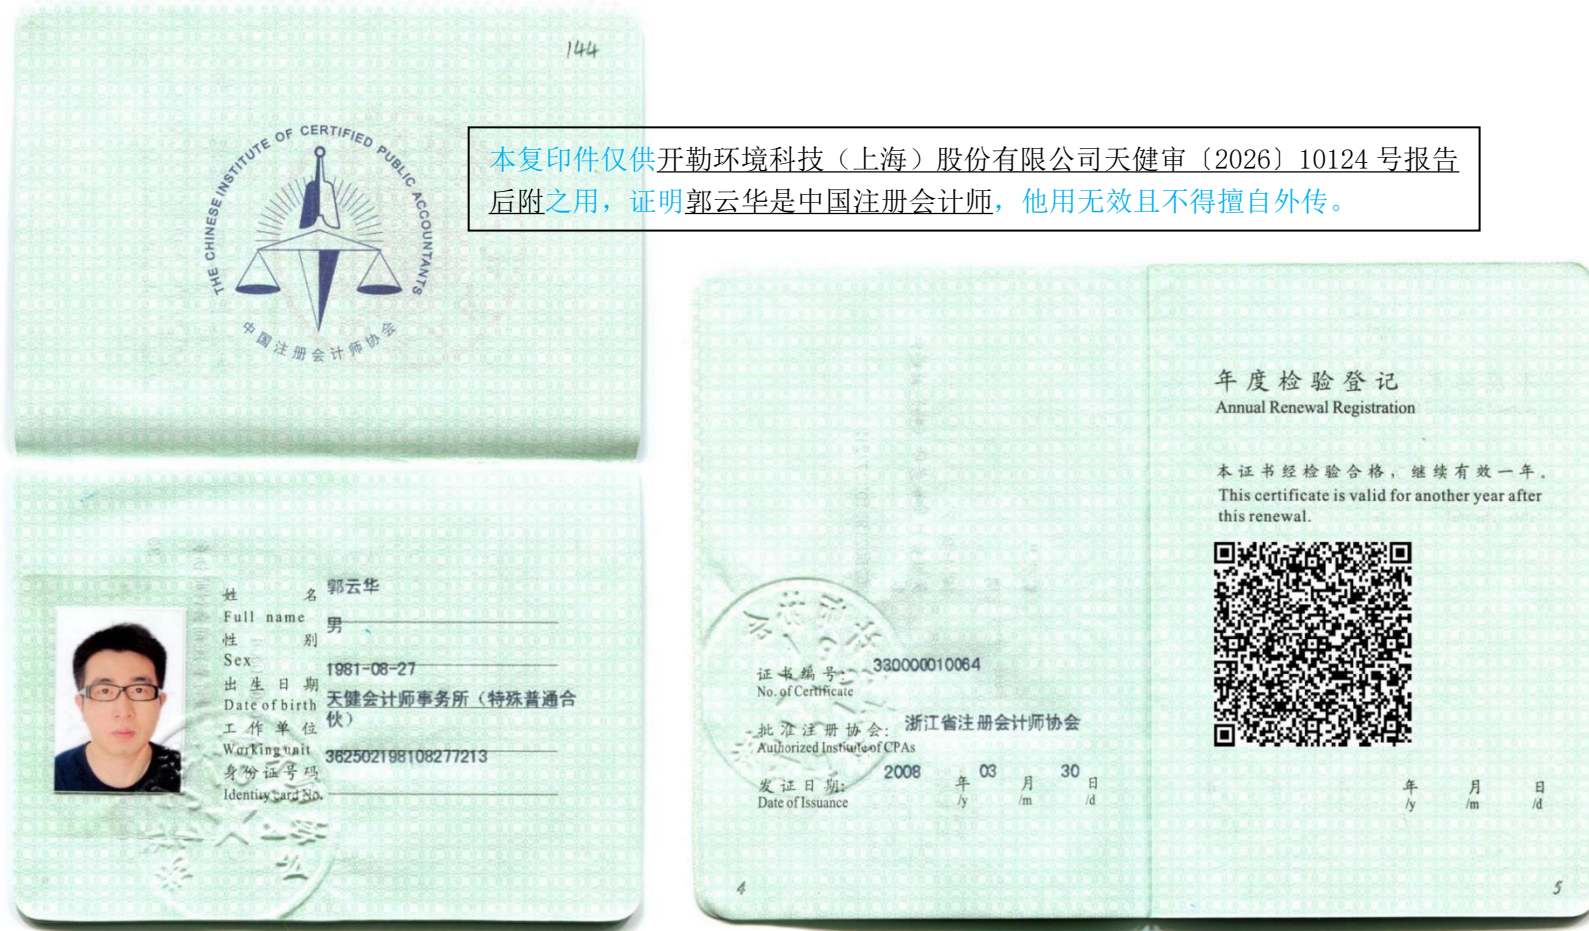 144
THE CHINESE INSTITUTE OF CERTIFIED PUBLIC ACCOUNTANTS
中国注册会计师协会
本复印件仅供开勒环境科技（上海）股份有限公司天健审〔2026〕10124 号报告
后附之用，证明郭云华是中国注册会计师，他用无效且不得擅自外传。
姓 名 郭云华
Full name
性 别 男
Sex
出生日期 1981-08-27
Date of birth
工作单位 天健会计师事务所（特殊普通合
伙）
Working unit
身份证号码 362502198108277213
Identity card No.
证书编号: 330000010064
No. of Certificate
批准注册协会: 浙江省注册会计师协会
Authorized Institute of CPAs
发证日期: 2008 年 03 月 30 日
Date of Issuance /y /m /d
4
年度检验登记
Annual Renewal Registration
本证书经检验合格，继续有效一年。
This certificate is valid for another year after
this renewal.
年 月 日
/y /m /d
5